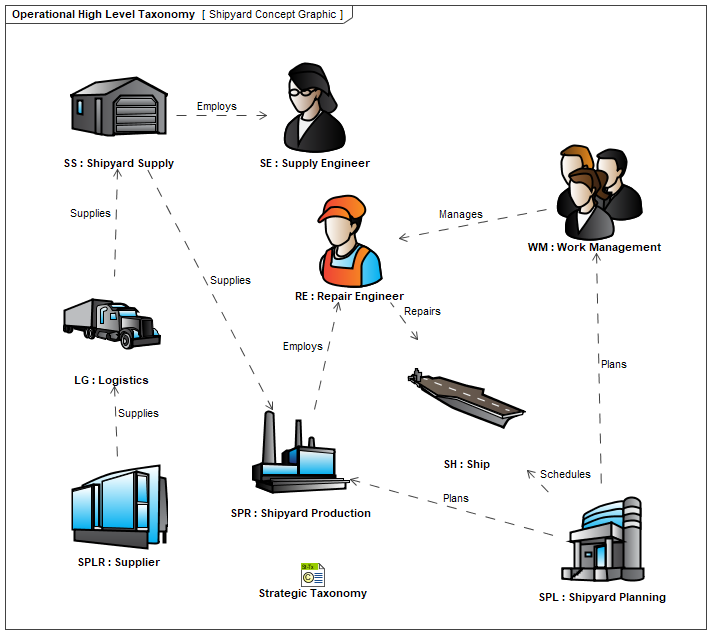 Operational High Level Taxonomy [ Shipyard Concept Graphic ]
Employs
SS : Shipyard Supply
SE : Supply Engineer
Supplies
Manages
WM : Work Management
Supplies
RE : Repair Engineer
Repairs
Employs
Plans
LG : Logistics
Supplies
SH : Ship
Schedules
Plans
SPR : Shipyard Production
SPLR : Supplier
Strategic Taxonomy
SPL : Shipyard Planning